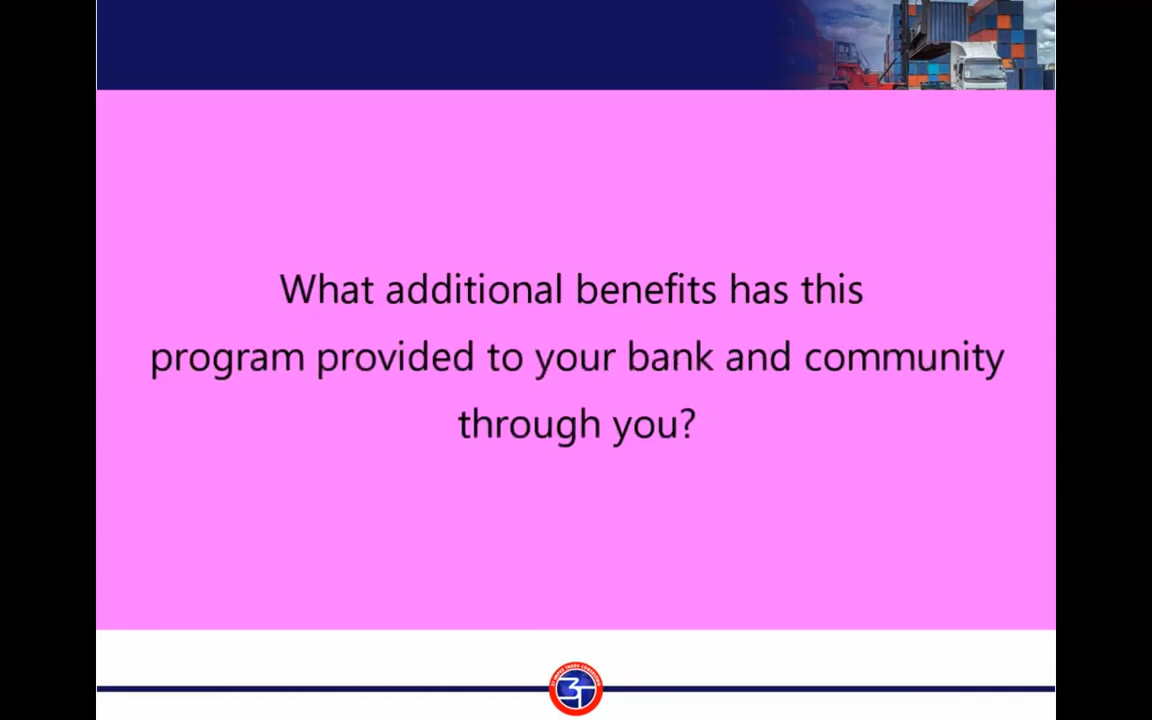 What additional benefits has this
program provided to your bank and community
through you?